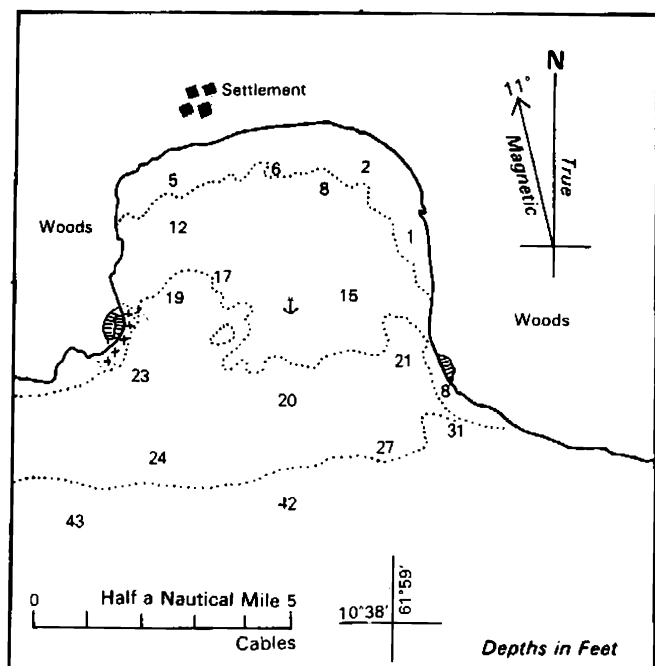 N
11°
Magnetic
True
Settlement
Woods
Woods
5
6
2
8
12
1
17
19
15
23
21
8
20
31
27
24
42
43
0 Half a Nautical Mile 5
Cables
61°59'
10°38'
Depths in Feet